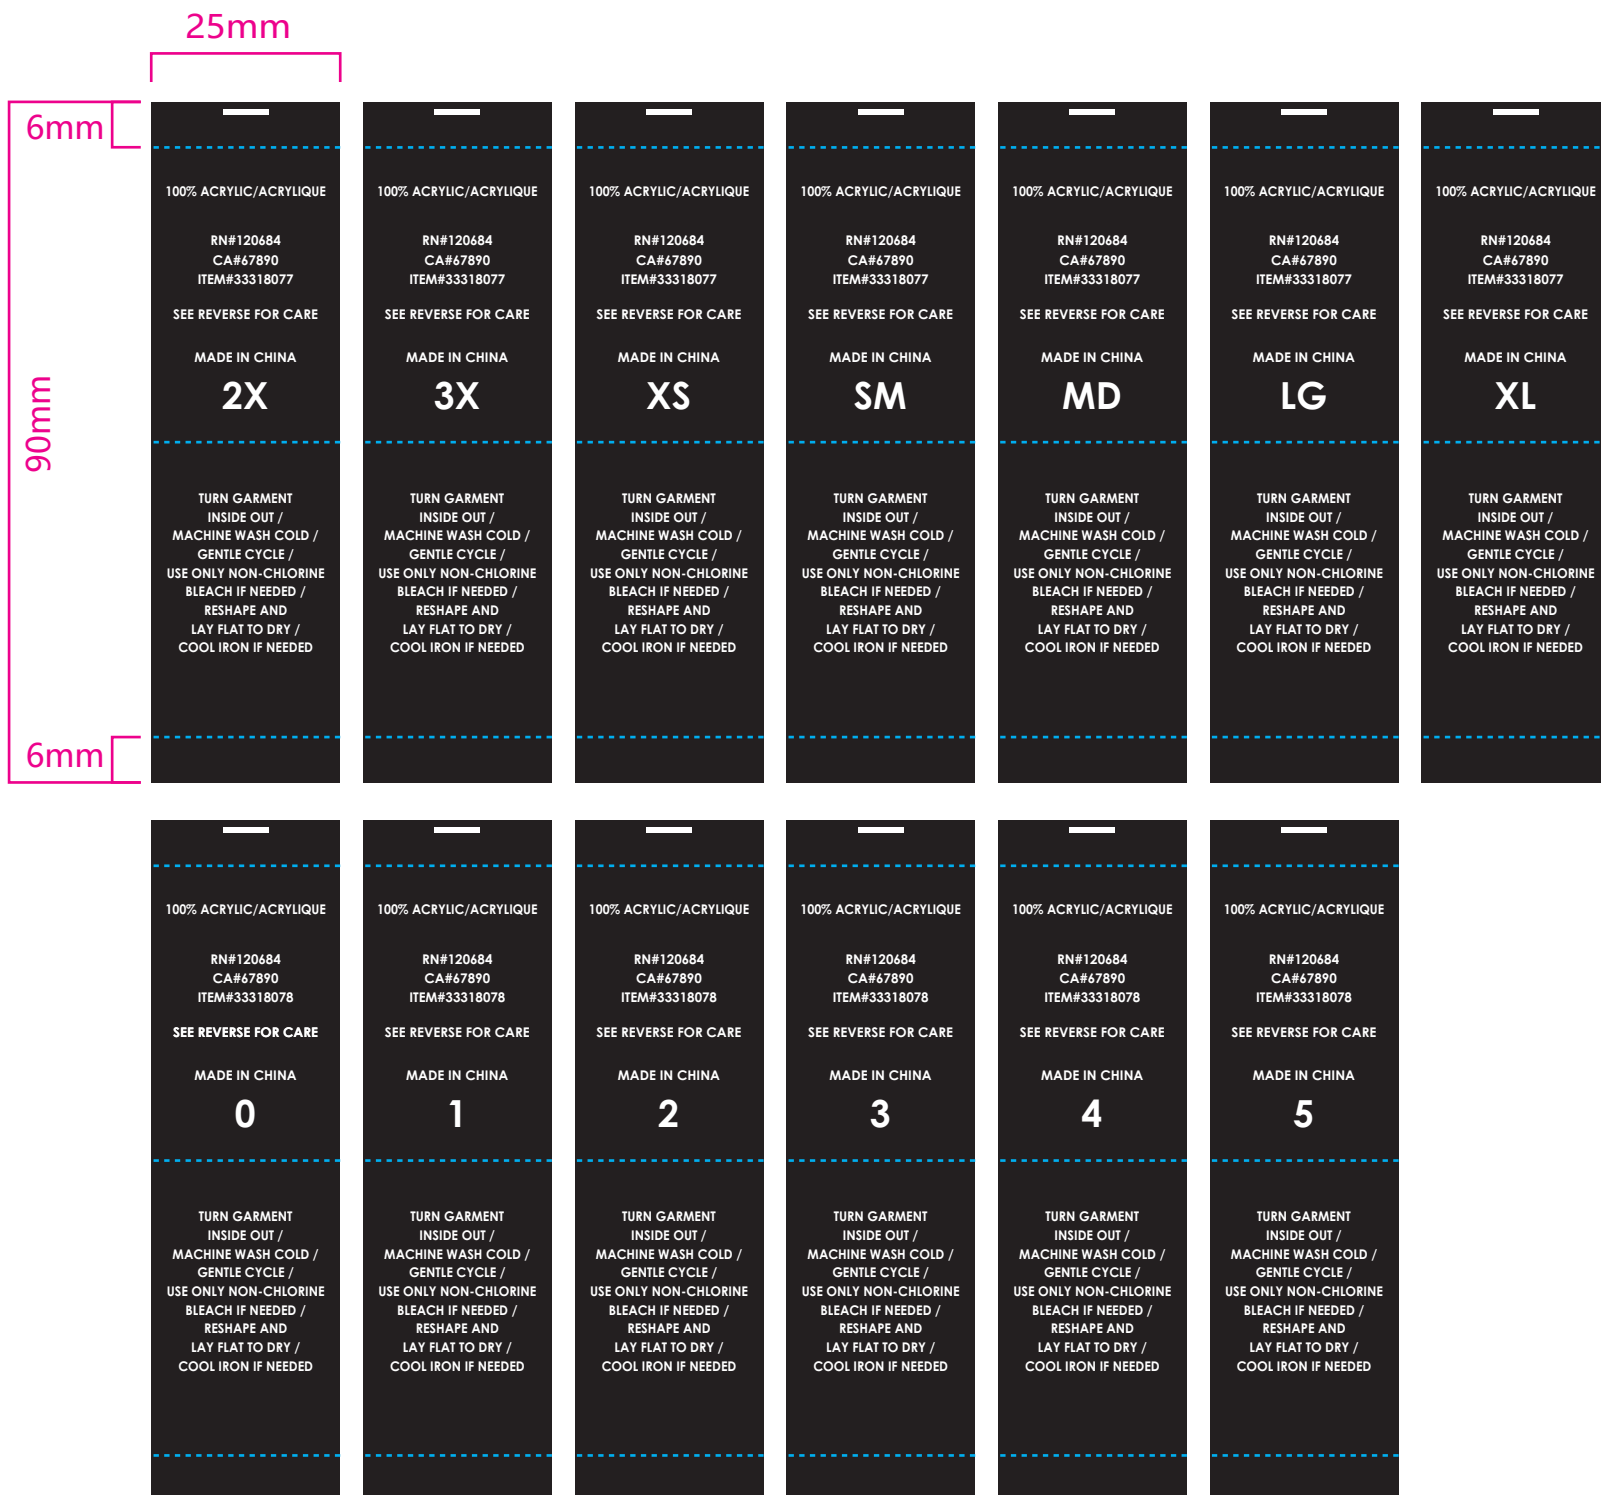 25mm
6mm
90mm
6mm
100% ACRYLIC/ACRYLIQUE
RN#120684
CA#67890
ITEM#33318077
SEE REVERSE FOR CARE
MADE IN CHINA
2X
TURN GARMENT
INSIDE OUT /
MACHINE WASH COLD /
GENTLE CYCLE /
USE ONLY NON-CHLORINE
BLEACH IF NEEDED /
RESHAPE AND
LAY FLAT TO DRY /
COOL IRON IF NEEDED
100% ACRYLIC/ACRYLIQUE
RN#120684
CA#67890
ITEM#33318077
SEE REVERSE FOR CARE
MADE IN CHINA
3X
TURN GARMENT
INSIDE OUT /
MACHINE WASH COLD /
GENTLE CYCLE /
USE ONLY NON-CHLORINE
BLEACH IF NEEDED /
RESHAPE AND
LAY FLAT TO DRY /
COOL IRON IF NEEDED
100% ACRYLIC/ACRYLIQUE
RN#120684
CA#67890
ITEM#33318077
SEE REVERSE FOR CARE
MADE IN CHINA
XS
TURN GARMENT
INSIDE OUT /
MACHINE WASH COLD /
GENTLE CYCLE /
USE ONLY NON-CHLORINE
BLEACH IF NEEDED /
RESHAPE AND
LAY FLAT TO DRY /
COOL IRON IF NEEDED
100% ACRYLIC/ACRYLIQUE
RN#120684
CA#67890
ITEM#33318077
SEE REVERSE FOR CARE
MADE IN CHINA
SM
TURN GARMENT
INSIDE OUT /
MACHINE WASH COLD /
GENTLE CYCLE /
USE ONLY NON-CHLORINE
BLEACH IF NEEDED /
RESHAPE AND
LAY FLAT TO DRY /
COOL IRON IF NEEDED
100% ACRYLIC/ACRYLIQUE
RN#120684
CA#67890
ITEM#33318077
SEE REVERSE FOR CARE
MADE IN CHINA
MD
TURN GARMENT
INSIDE OUT /
MACHINE WASH COLD /
GENTLE CYCLE /
USE ONLY NON-CHLORINE
BLEACH IF NEEDED /
RESHAPE AND
LAY FLAT TO DRY /
COOL IRON IF NEEDED
100% ACRYLIC/ACRYLIQUE
RN#120684
CA#67890
ITEM#33318077
SEE REVERSE FOR CARE
MADE IN CHINA
LG
TURN GARMENT
INSIDE OUT /
MACHINE WASH COLD /
GENTLE CYCLE /
USE ONLY NON-CHLORINE
BLEACH IF NEEDED /
RESHAPE AND
LAY FLAT TO DRY /
COOL IRON IF NEEDED
100% ACRYLIC/ACRYLIQUE
RN#120684
CA#67890
ITEM#33318077
SEE REVERSE FOR CARE
MADE IN CHINA
XL
TURN GARMENT
INSIDE OUT /
MACHINE WASH COLD /
GENTLE CYCLE /
USE ONLY NON-CHLORINE
BLEACH IF NEEDED /
RESHAPE AND
LAY FLAT TO DRY /
COOL IRON IF NEEDED
100% ACRYLIC/ACRYLIQUE
RN#120684
CA#67890
ITEM#33318078
SEE REVERSE FOR CARE
MADE IN CHINA
0
TURN GARMENT
INSIDE OUT /
MACHINE WASH COLD /
GENTLE CYCLE /
USE ONLY NON-CHLORINE
BLEACH IF NEEDED /
RESHAPE AND
LAY FLAT TO DRY /
COOL IRON IF NEEDED
100% ACRYLIC/ACRYLIQUE
RN#120684
CA#67890
ITEM#33318078
SEE REVERSE FOR CARE
MADE IN CHINA
1
TURN GARMENT
INSIDE OUT /
MACHINE WASH COLD /
GENTLE CYCLE /
USE ONLY NON-CHLORINE
BLEACH IF NEEDED /
RESHAPE AND
LAY FLAT TO DRY /
COOL IRON IF NEEDED
100% ACRYLIC/ACRYLIQUE
RN#120684
CA#67890
ITEM#33318078
SEE REVERSE FOR CARE
MADE IN CHINA
2
TURN GARMENT
INSIDE OUT /
MACHINE WASH COLD /
GENTLE CYCLE /
USE ONLY NON-CHLORINE
BLEACH IF NEEDED /
RESHAPE AND
LAY FLAT TO DRY /
COOL IRON IF NEEDED
100% ACRYLIC/ACRYLIQUE
RN#120684
CA#67890
ITEM#33318078
SEE REVERSE FOR CARE
MADE IN CHINA
3
TURN GARMENT
INSIDE OUT /
MACHINE WASH COLD /
GENTLE CYCLE /
USE ONLY NON-CHLORINE
BLEACH IF NEEDED /
RESHAPE AND
LAY FLAT TO DRY /
COOL IRON IF NEEDED
100% ACRYLIC/ACRYLIQUE
RN#120684
CA#67890
ITEM#33318078
SEE REVERSE FOR CARE
MADE IN CHINA
4
TURN GARMENT
INSIDE OUT /
MACHINE WASH COLD /
GENTLE CYCLE /
USE ONLY NON-CHLORINE
BLEACH IF NEEDED /
RESHAPE AND
LAY FLAT TO DRY /
COOL IRON IF NEEDED
100% ACRYLIC/ACRYLIQUE
RN#120684
CA#67890
ITEM#33318078
SEE REVERSE FOR CARE
MADE IN CHINA
5
TURN GARMENT
INSIDE OUT /
MACHINE WASH COLD /
GENTLE CYCLE /
USE ONLY NON-CHLORINE
BLEACH IF NEEDED /
RESHAPE AND
LAY FLAT TO DRY /
COOL IRON IF NEEDED